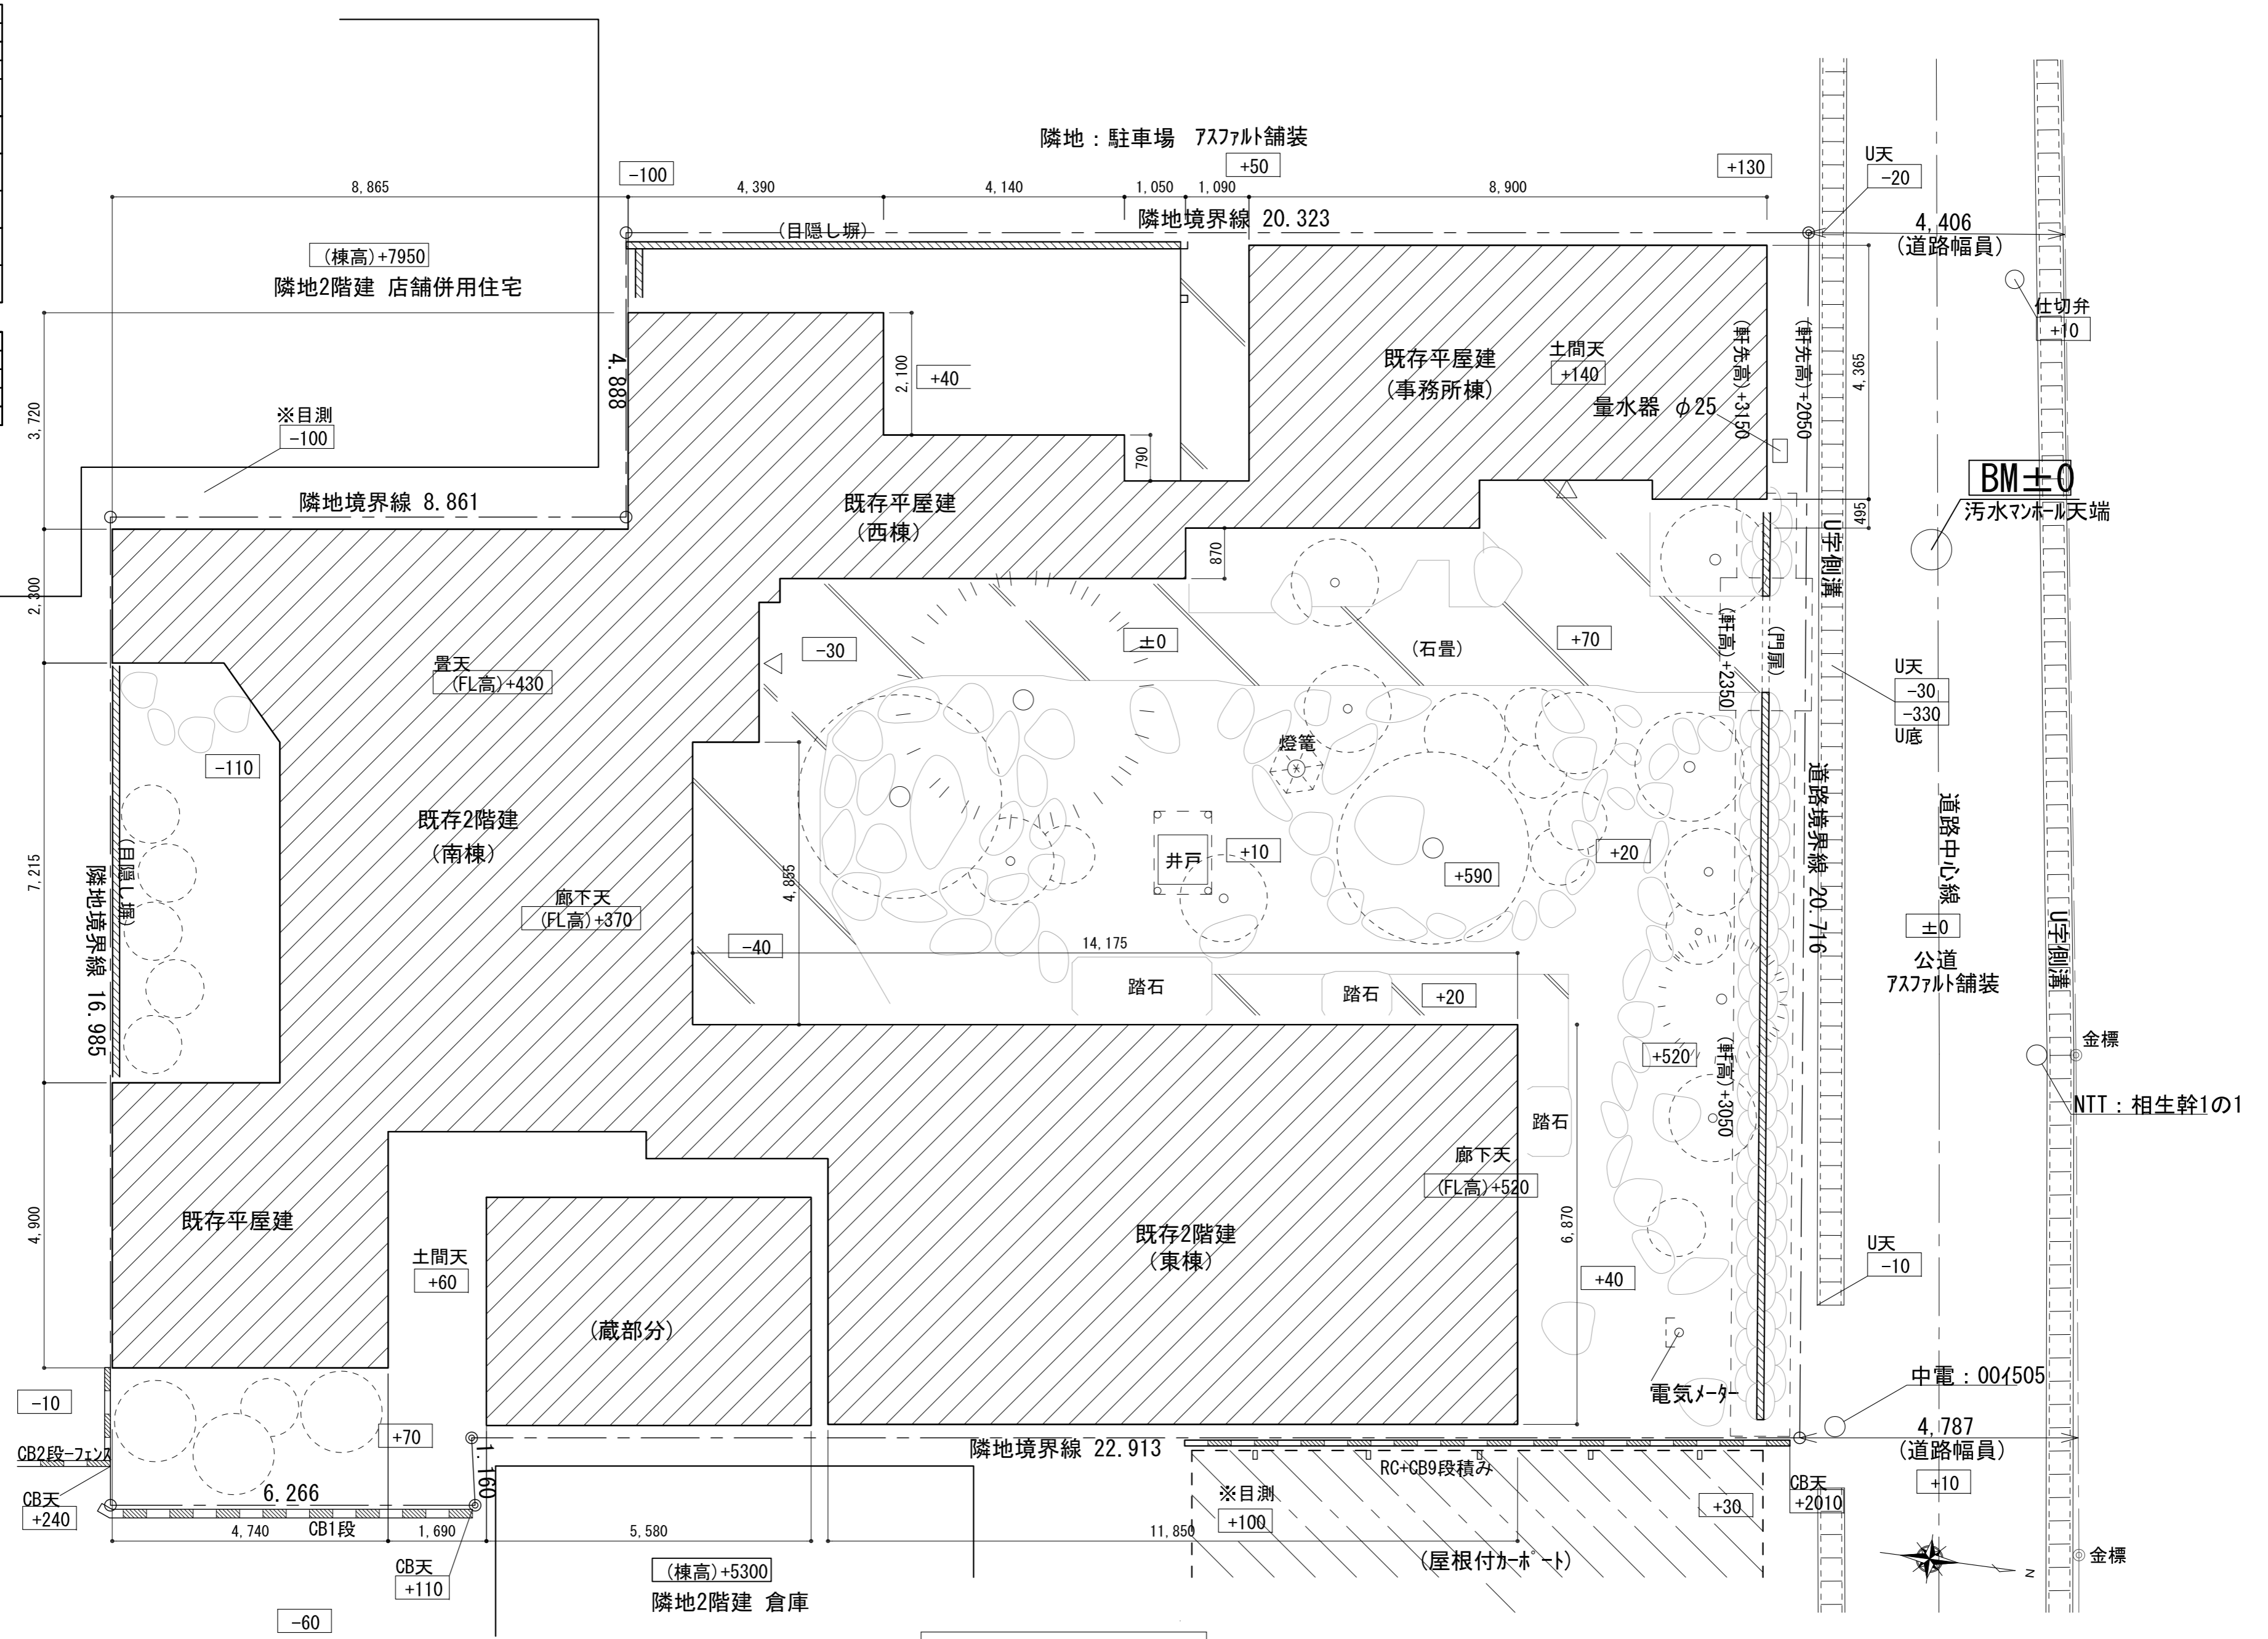 隣地：駐車場　ｱｽﾌｧﾙﾄ舗装
+50
+130
-100
U天
-20
8,865
4,390
4,140
1,050
1,090
8,900
隣地境界線 20.323
(目隠し塀)
4,406
(道路幅員)
(棟高)+7950
隣地2階建 店舗併用住宅
仕切弁
+10
3,720
4.888
2,100
+40
790
既存平屋建
(事務所棟)
土間天
+140
量水器 φ25
(軒先高)+3150
(軒先高)+2050
4,365
※目測
-100
隣地境界線 8.861
既存平屋建
(西棟)
495
BM±0
汚水ﾏﾝﾎｰﾙ天端
870
U字側溝
2,300
-30
±0
(石畳)
+70
(軒高)+2350
(門扉)
畳天
(FL高)+430
U天
-30
-330
U底
-110
燈篭
既存2階建
(南棟)
7,215
(目隠し塀)
隣地境界線 16.985
4,855
井戸
+10
+590
+20
道路境界線 20.716
道路中心線
±0
公道
ｱｽﾌｧﾙﾄ舗装
U字側溝
廊下天
(FL高)+370
-40
14,175
踏石
踏石
+20
+520
(軒高)+3050
金標
NTT：相生幹1の1
踏石
廊下天
(FL高)+520
4,900
既存平屋建
土間天
+60
既存2階建
(東棟)
6,870
+40
U天
-10
(蔵部分)
電気ﾒｰﾀｰ
中電：00ｲ505
-10
+70
1.160
隣地境界線 22.913
4,787
(道路幅員)
+10
CB2段-ﾌｪﾝｽ
CB天
+240
6.266
RC+CB9段積み
※目測
+100
+30
CB天
+2010
4,740
CB1段
1,690
5,580
11,850
CB天
+110
(棟高)+5300
隣地2階建 倉庫
(屋根付ｶｰﾎﾟｰﾄ)
金標
N
-60